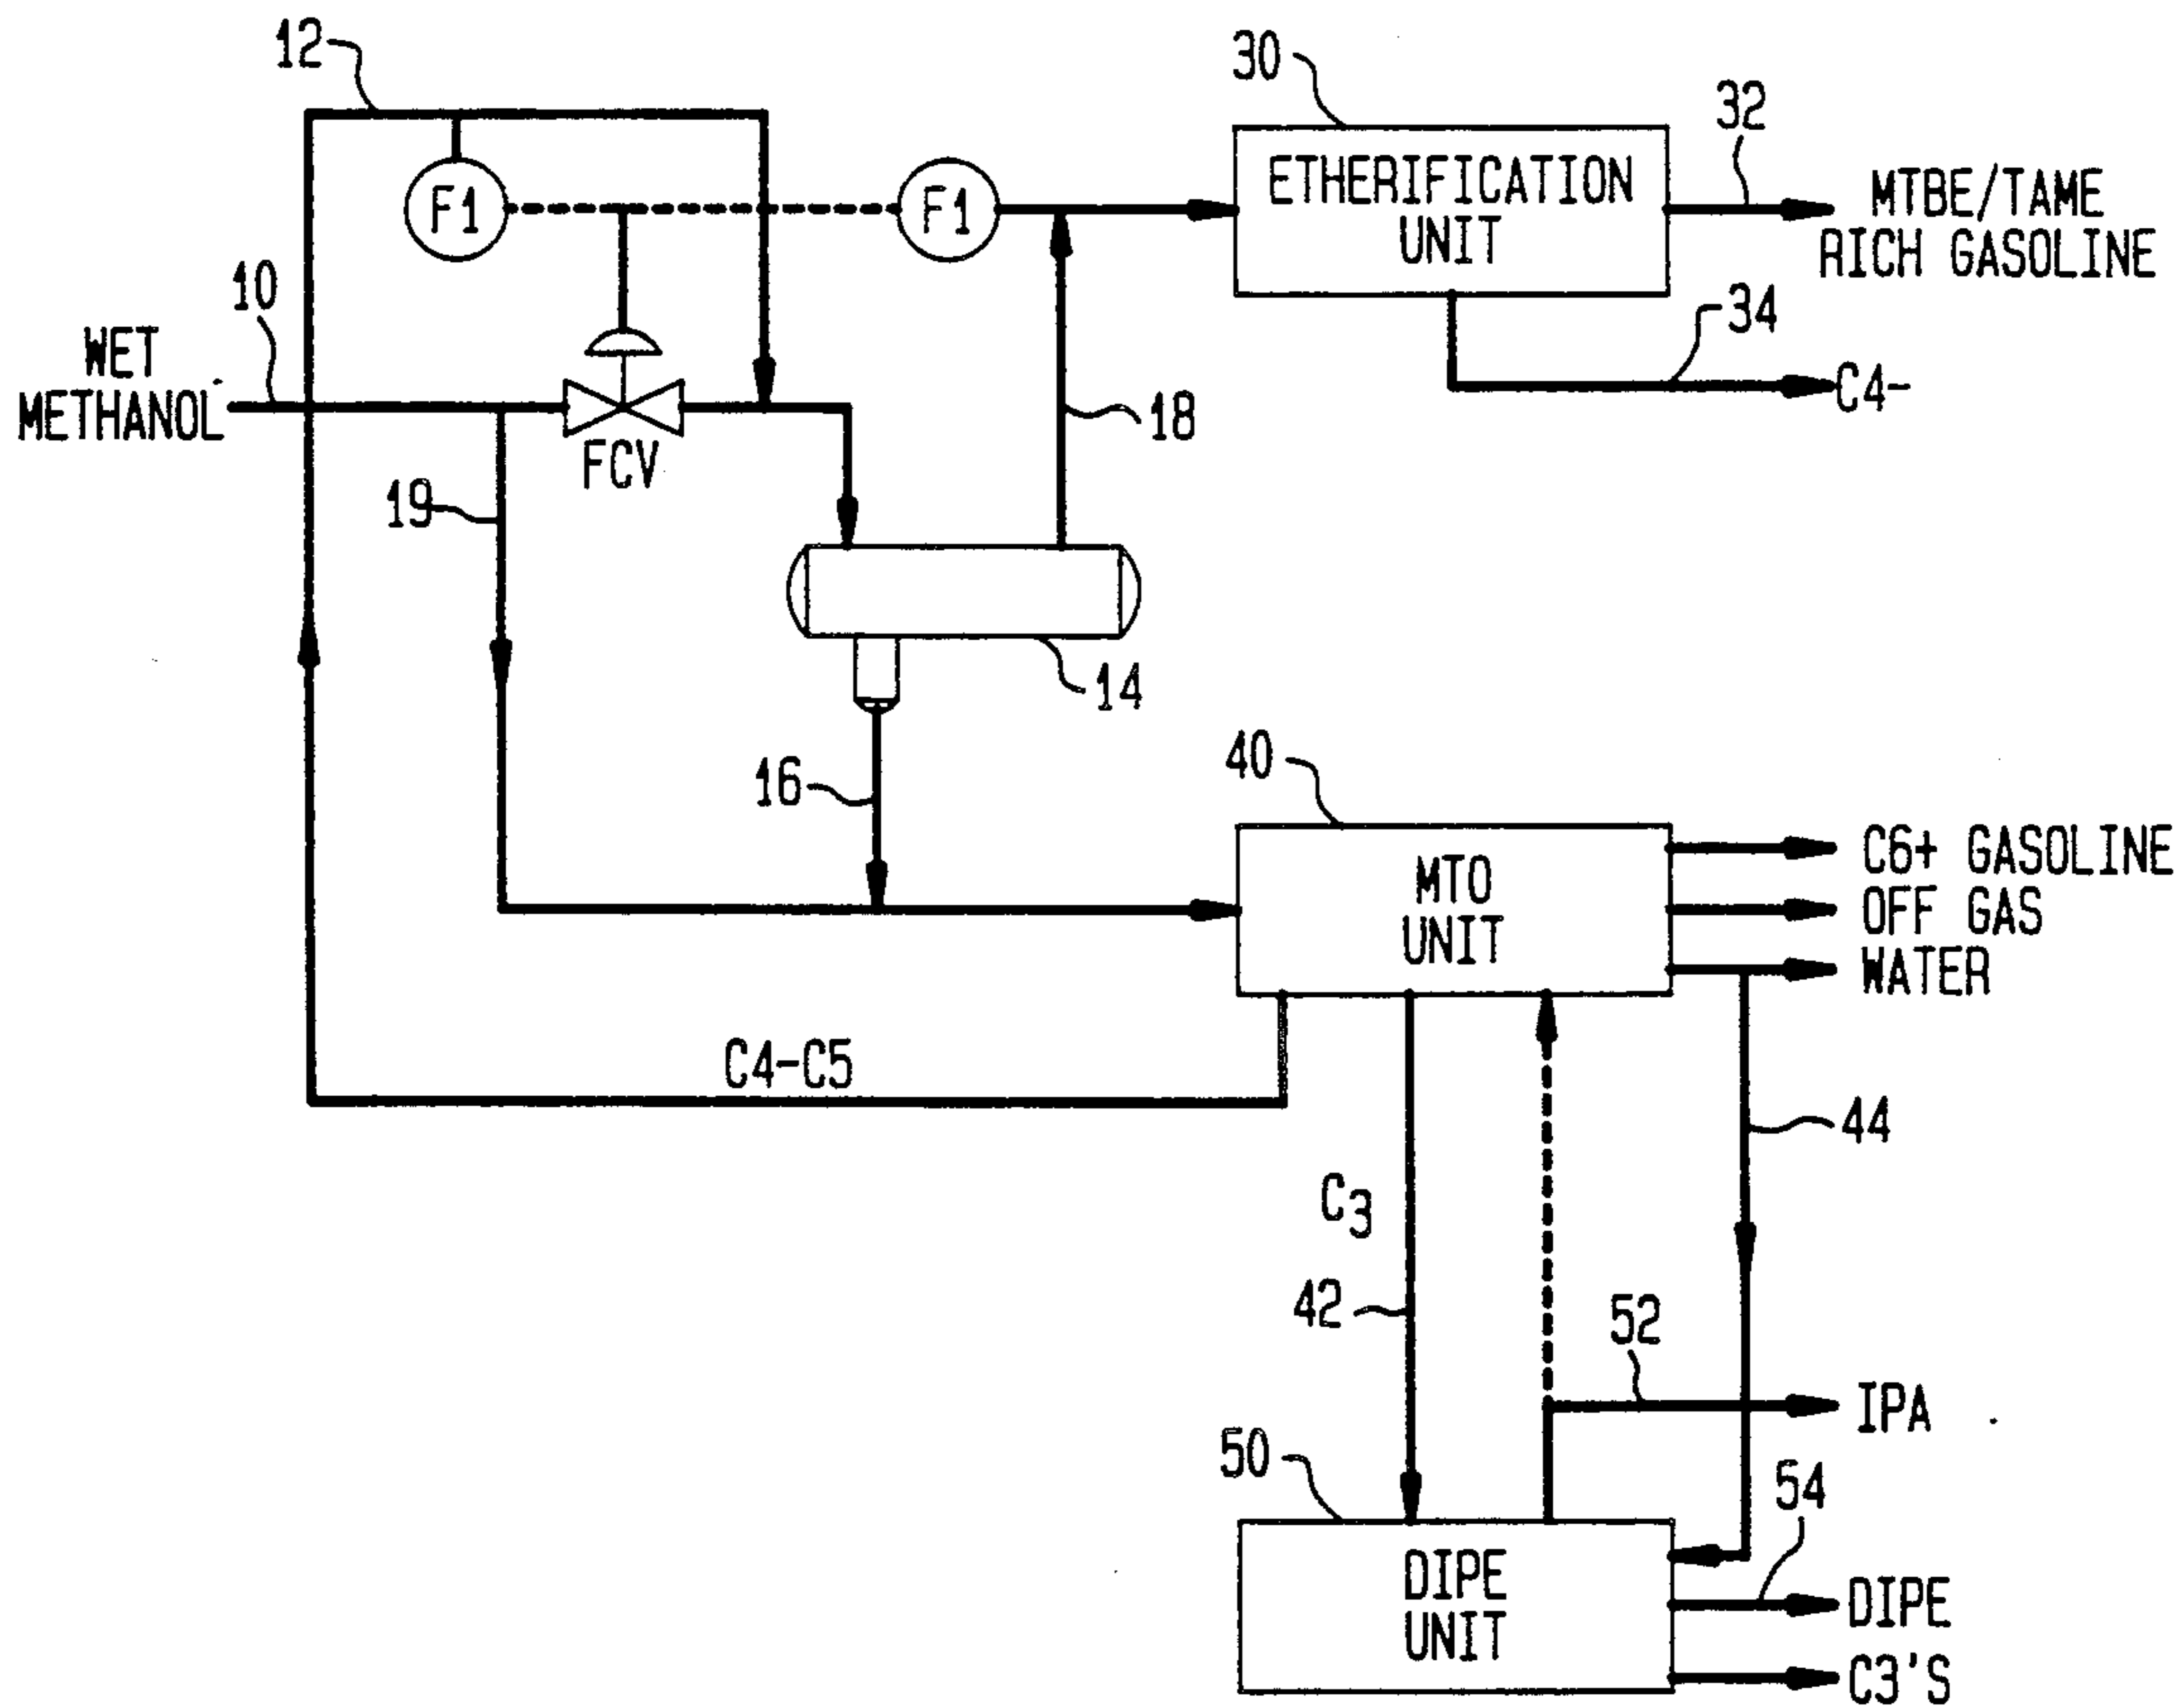 12
30
32
F1
F1
ETHERIFICATION
UNIT
MTBE/TAME
RICH GASOLINE
10
34
WET
METHANOL
C4-
18
FCV
19
14
16
40
MTO
UNIT
C6+ GASOLINE
OFF GAS
WATER
C4-C5
44
C3
42
52
IPA
50
54
DIPE
UNIT
DIPE
C3'S